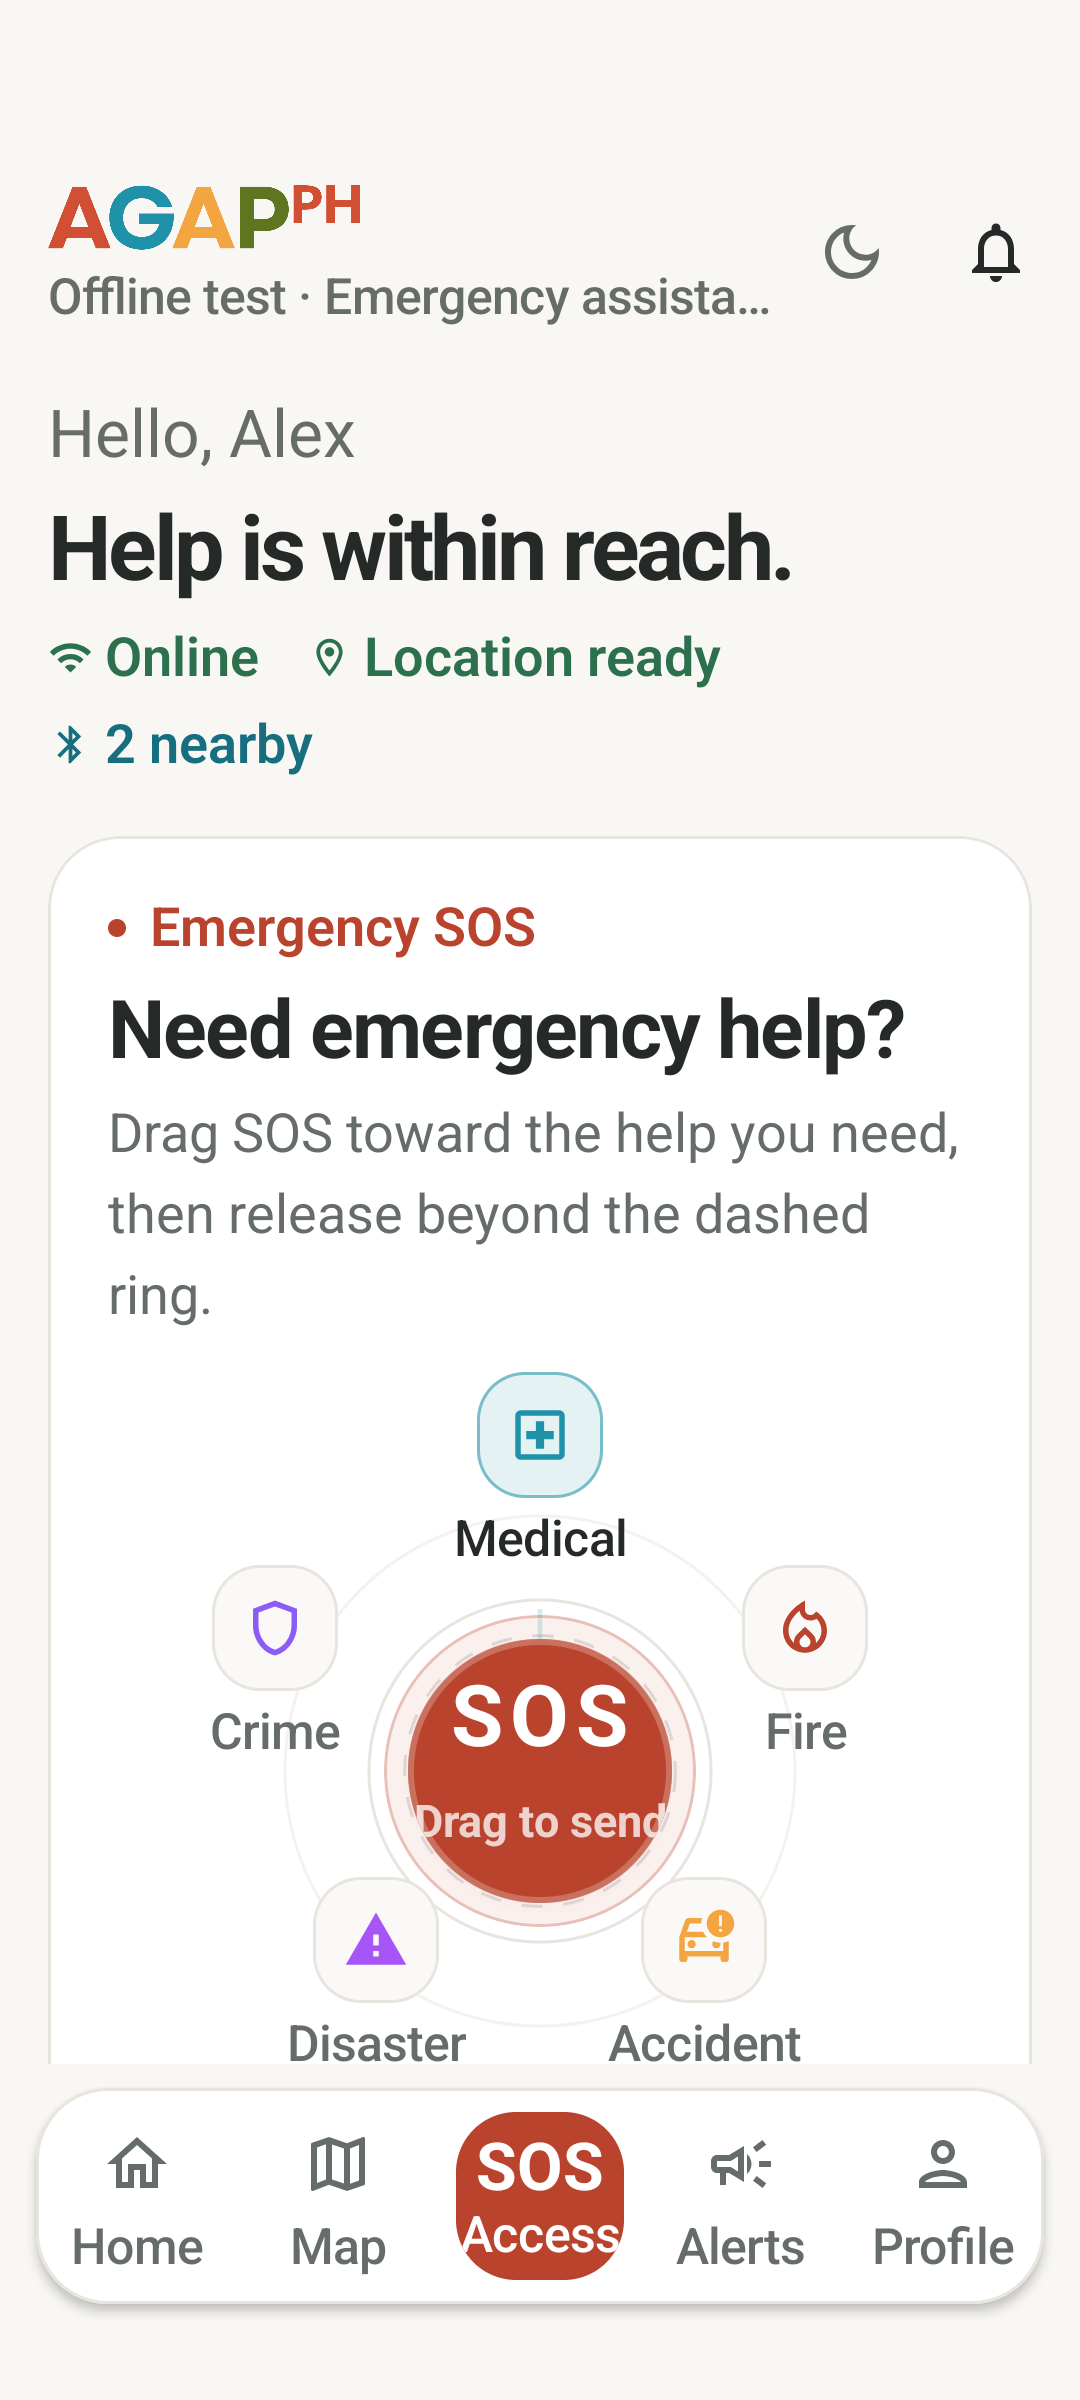 AGAPPH
Offline test · Emergency assista...
Hello, Alex
Help is within reach.
Online
Location ready
2 nearby
Emergency SOS
Need emergency help?
Drag SOS toward the help you need,
then release beyond the dashed
ring.
Medical
Crime
Fire
SOS
Drag to send
Disaster
Accident
Home
Map
SOS
Access
Alerts
Profile